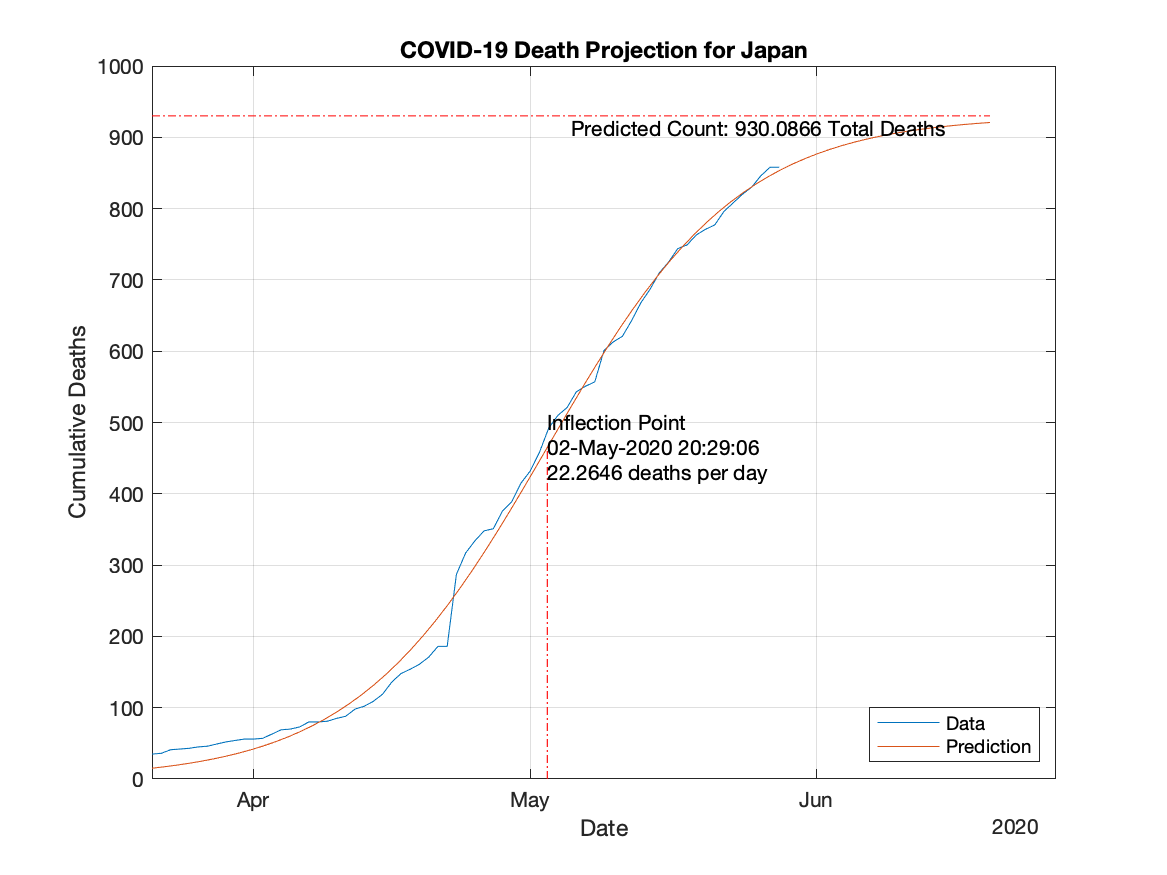 COVID-19 Death Projection for Japan
1000
900
800
700
600
500
400
300
200
100
0
Cumulative Deaths
Predicted Count: 930.0866 Total Deaths
Inflection Point
02-May-2020 20:29:06
22.2646 deaths per day
Data
Prediction
Apr May Jun
Date
2020